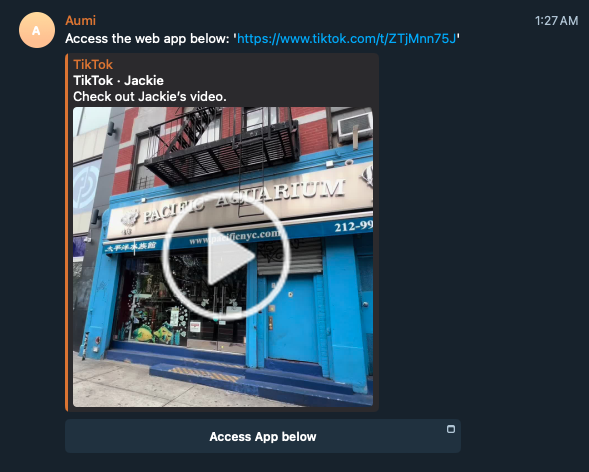 Aumi
1:27 AM
Access the web app below: 'https://www.tiktok.com/t/ZTjMnn75J'
TikTok
TikTok · Jackie
Check out Jackie's video.
PACIFIC AQUARIUM
212-99
www.pacificnyc.com
太平洋水族館
Access App below
A